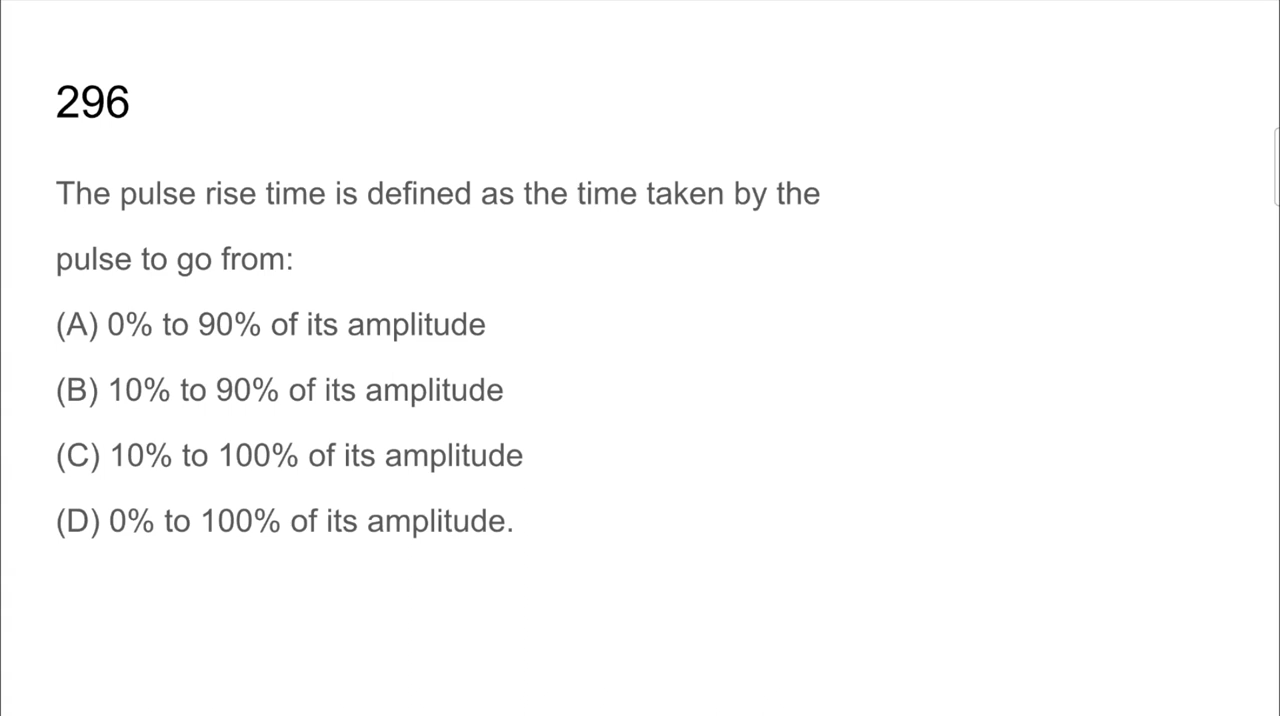 296
The pulse rise time is defined as the time taken by the
pulse to go from:
(A) 0% to 90% of its amplitude
(B) 10% to 90% of its amplitude
(C) 10% to 100% of its amplitude
(D) 0% to 100% of its amplitude.